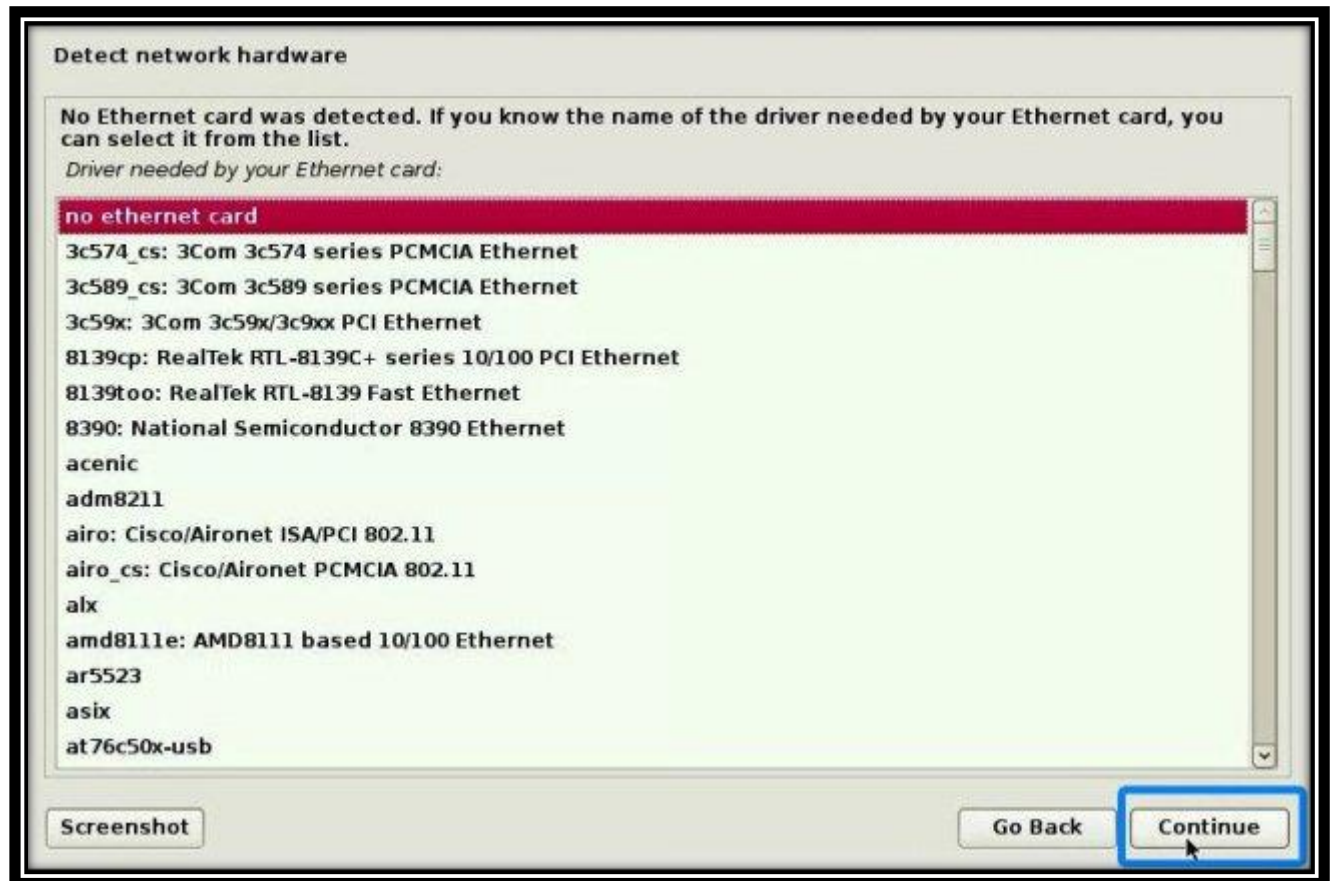 Detect network hardware
No Ethernet card was detected. If you know the name of the driver needed by your Ethernet card, you
can select it from the list.
Driver needed by your Ethernet card:
no ethernet card
3c574_cs: 3Com 3c574 series PCMCIA Ethernet
3c589_cs: 3Com 3c589 series PCMCIA Ethernet
3c59x: 3Com 3c59x/3c9xx PCI Ethernet
8139cp: RealTek RTL-8139C+ series 10/100 PCI Ethernet
8139too: RealTek RTL-8139 Fast Ethernet
8390: National Semiconductor 8390 Ethernet
acenic
adm8211
airo: Cisco/Aironet ISA/PCI 802.11
airo_cs: Cisco/Aironet PCMCIA 802.11
alx
amd8111e: AMD8111 based 10/100 Ethernet
ar5523
asix
at76c50x-usb
Screenshot Go Back Continue